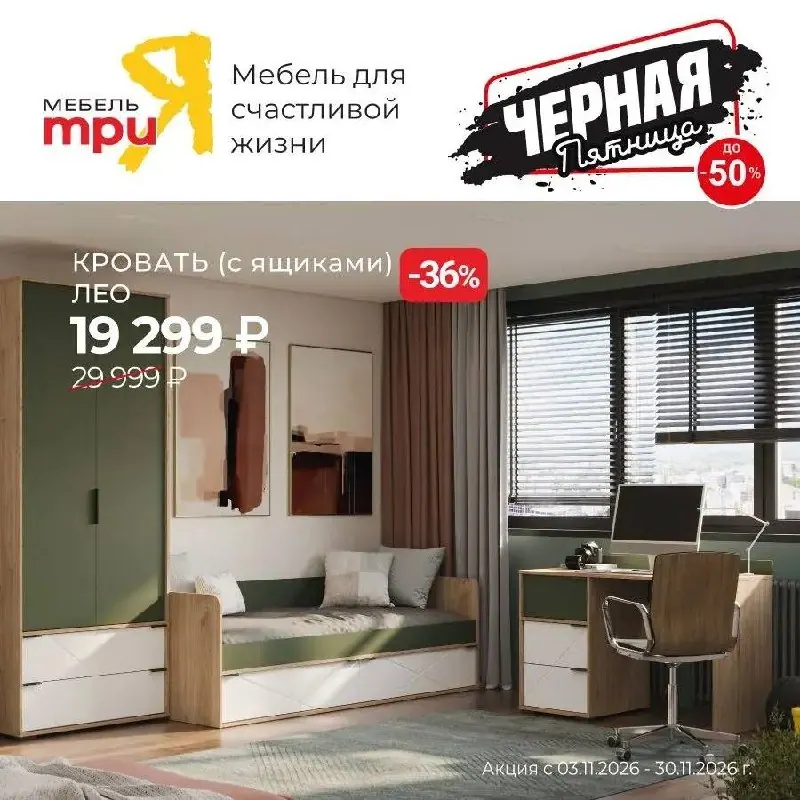 МЕБЕЛЬ
триЯ
Мебель для
счастливой
жизни
ЧЕРНАЯ
Пятница
до
-50%
КРОВАТЬ (с ящиками)
-36%
ЛЕО
19 299 ₽
29 999 ₽
Акция с 03.11.2026 - 30.11.2026 г.